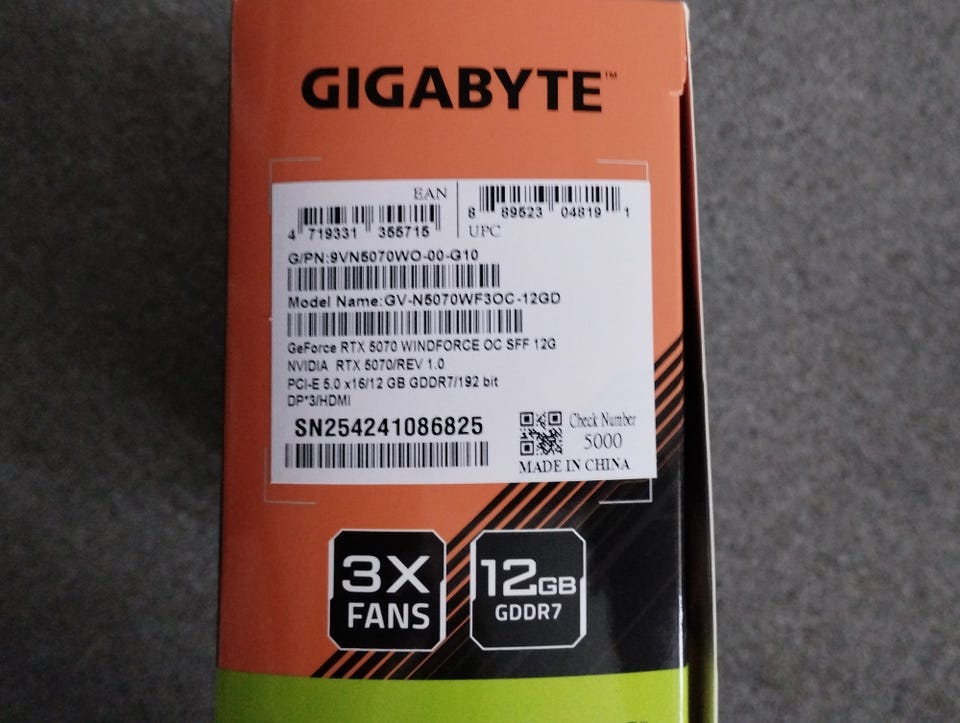 GIGABYTE™
EAN
4 719331 355715
8 89523 04819 1
UPC
G/PN:9VN5070WO-00-G10
Model Name:GV-N5070WF3OC-12GD
GeForce RTX 5070 WINDFORCE OC SFF 12G
NVIDIA RTX 5070/REV 1.0
PCI-E 5.0 x16/12 GB GDDR7/192 bit
DP*3/HDMI
SN254241086825
Check Number
5000
MADE IN CHINA
3X
FANS
12GB
GDDR7